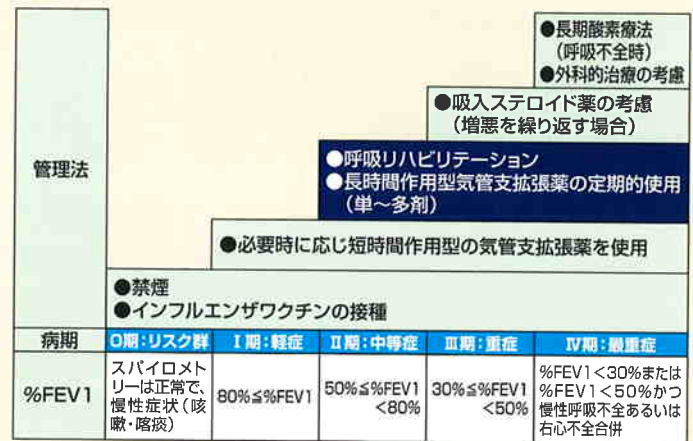 ●長期酸素療法
(呼吸不全時)
●外科的治療の考慮
●吸入ステロイド薬の考慮
(増悪を繰り返す場合)
管理法
●呼吸リハビリテーション
●長時間作用型気管支拡張薬の定期的使用
(単～多剤)
●必要時に応じ短時間作用型の気管支拡張薬を使用
●禁煙
●インフルエンザワクチンの接種
病期
0期:リスク群
Ⅰ期:軽症
Ⅱ期:中等症
Ⅲ期:重症
Ⅳ期:最重症
%FEV1
スパイロメト
リーは正常で、
慢性症状(咳
嗽・喀痰)
80%≦%FEV1
50%≦%FEV1
<80%
30%≦%FEV1
<50%
%FEV1<30%または
%FEV1<50%かつ
慢性呼吸不全あるいは
右心不全合併